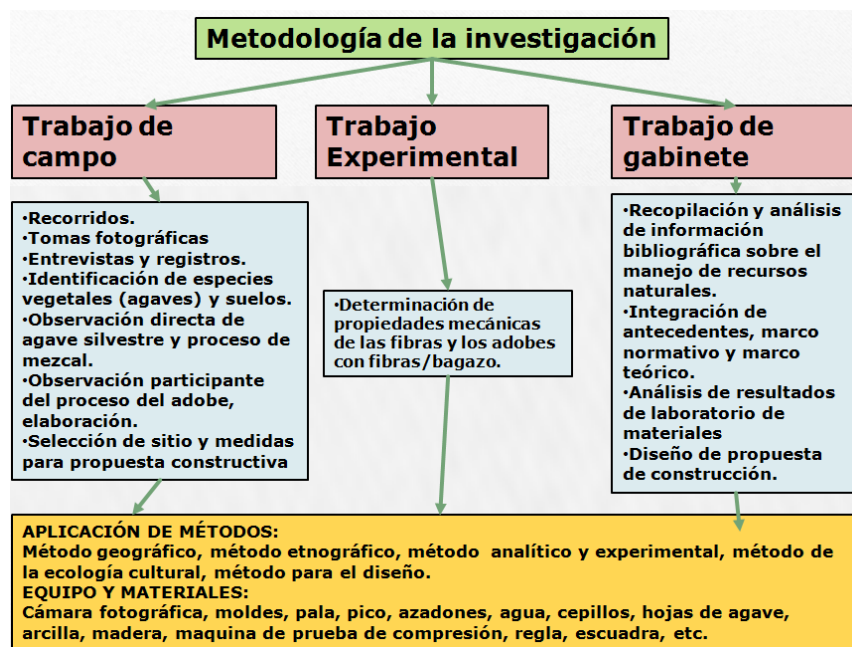 Metodología de la investigación
Trabajo de
campo
Trabajo
Experimental
Trabajo de
gabinete
•Recorridos.
•Tomas fotográficas
•Entrevistas y registros.
•Identificación de especies
vegetales (agaves) y suelos.
•Observación directa de
agave silvestre y proceso de
mezcal.
•Observación participante
del proceso del adobe,
elaboración.
•Selección de sitio y medidas
para propuesta constructiva
•Determinación de
propiedades mecánicas
de las fibras y los adobes
con fibras/bagazo.
•Recopilación y análisis
de información
bibliográfica sobre el
manejo de recursos
naturales.
•Integración de
antecedentes, marco
normativo y marco
teórico.
•Análisis de resultados
de laboratorio de
materiales
•Diseño de propuesta
de construcción.
APLICACIÓN DE MÉTODOS:
Método geográfico, método etnográfico, método analítico y experimental, método de
la ecología cultural, método para el diseño.
EQUIPO Y MATERIALES:
Cámara fotográfica, moldes, pala, pico, azadones, agua, cepillos, hojas de agave,
arcilla, madera, maquina de prueba de compresión, regla, escuadra, etc.